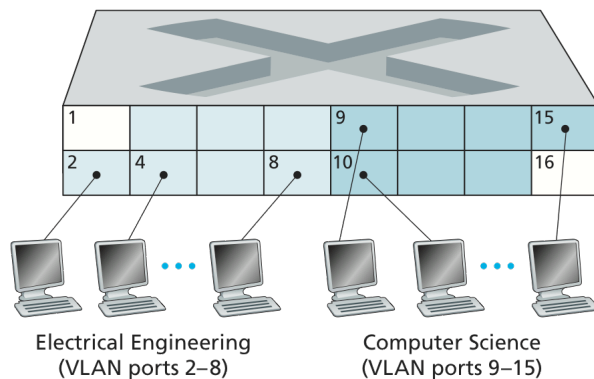 1 9 15
2 4 8 10 16
Electrical Engineering
(VLAN ports 2–8)
Computer Science
(VLAN ports 9–15)